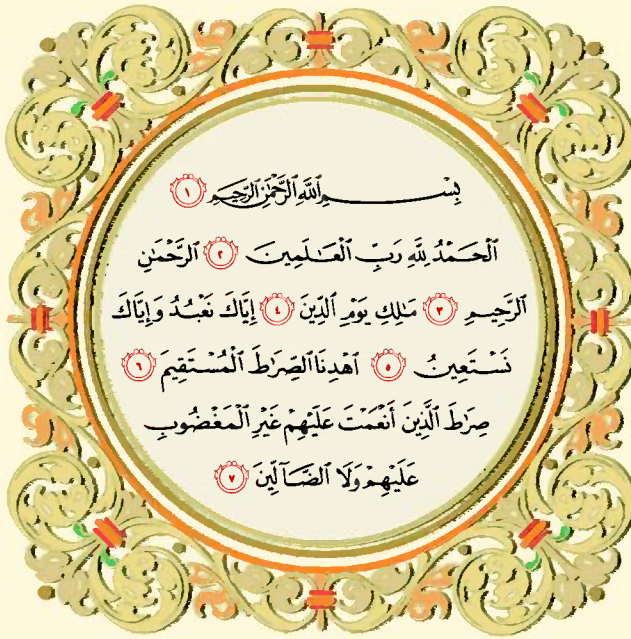 بِسْمِ ٱللَّهِ ٱلرَّحْمَٰنِ ٱلرَّحِيمِ ١
ٱلْحَمْدُ لِلَّهِ رَبِّ ٱلْعَٰلَمِينَ ٢ ٱلرَّحْمَٰنِ
ٱلرَّحِيمِ ٣ مَٰلِكِ يَوْمِ ٱلدِّينِ ٤ إِيَّاكَ نَعْبُدُ وَإِيَّاكَ
نَسْتَعِينُ ٥ ٱهْدِنَا ٱلصِّرَٰطَ ٱلْمُسْتَقِيمَ ٦
صِرَٰطَ ٱلَّذِينَ أَنْعَمْتَ عَلَيْهِمْ غَيْرِ ٱلْمَغْضُوبِ
عَلَيْهِمْ وَلَا ٱلضَّآلِّينَ ٧